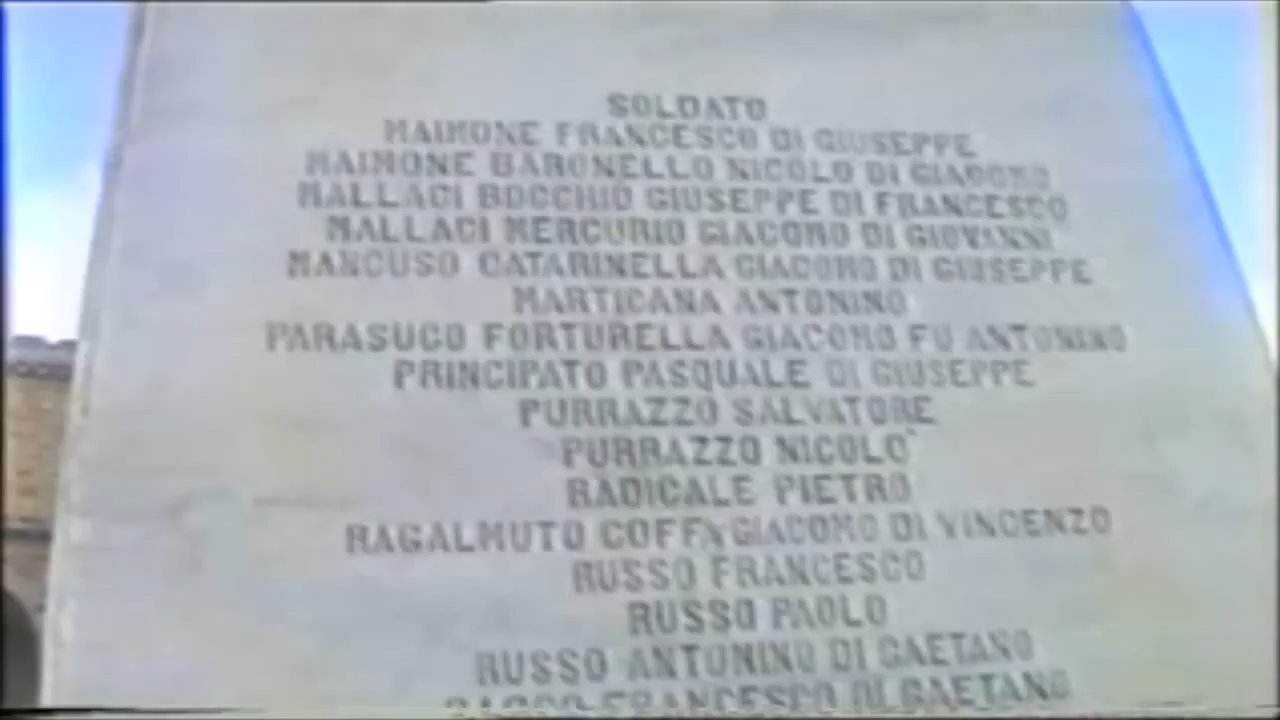 SOLDATO
MAIMONE FRANCESCO DI GIUSEPPE
MAIMONE BARONELLO NICOLO DI GIACOMO
MALLACI BOCCHIO GIUSEPPE DI FRANCESCO
MALLACI MERCURIO GIACOMO DI GIOVANNI
MANCUSO CATARINELLA GIACOMO DI GIUSEPPE
MARTICANA ANTONINO
PARASUCO FORTURELLA GIACOMO FU ANTONINO
PRINCIPATO PASQUALE DI GIUSEPPE
PURRAZZO SALVATORE
PURRAZZO NICOLO'
RADICALE PIETRO
RAGALMUTO COFFA GIACOMO DI VINCENZO
RUSSO FRANCESCO
RUSSO PAOLO
RUSSO ANTONINO DI GAETANO
FRANCESCO DI GAETANO